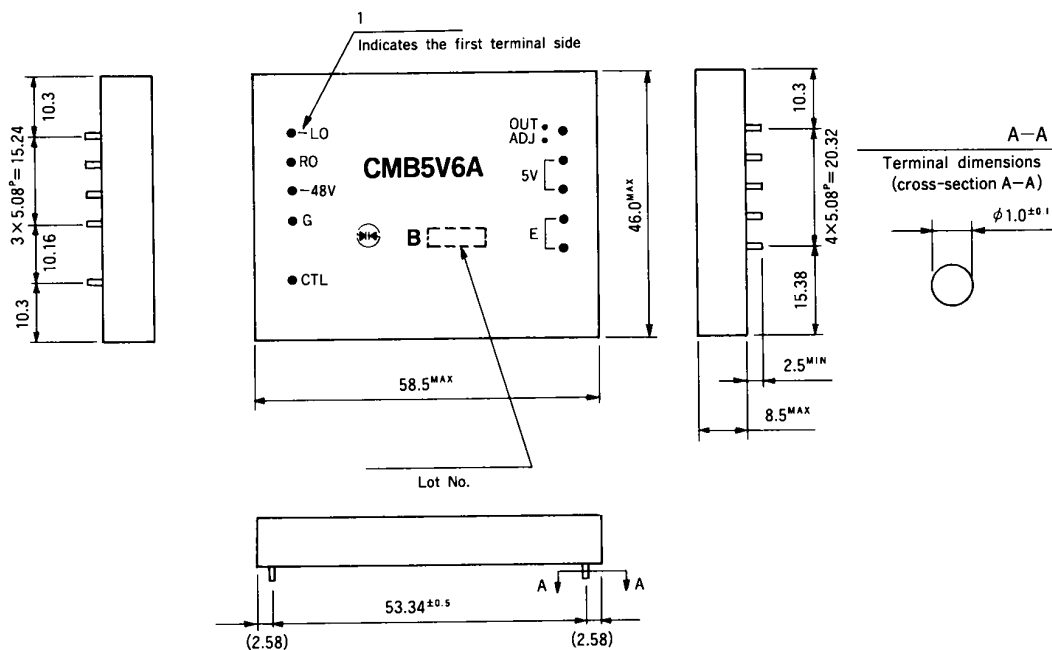 1
Indicates the first terminal side
10.3
3×5.08ᴾ=15.24
10.16
10.3
−LO
RO
−48V
G
CTL
CMB5V6A
B
OUT
ADJ
5V
E
46.0ᴹᴬˣ
58.5ᴹᴬˣ
Lot No.
10.3
4×5.08ᴾ=20.32
15.38
2.5ᴹᴵᴺ
8.5ᴹᴬˣ
A−A
Terminal dimensions
(cross-section A−A)
φ1.0±0.1
A A
53.34±0.5
(2.58) (2.58)